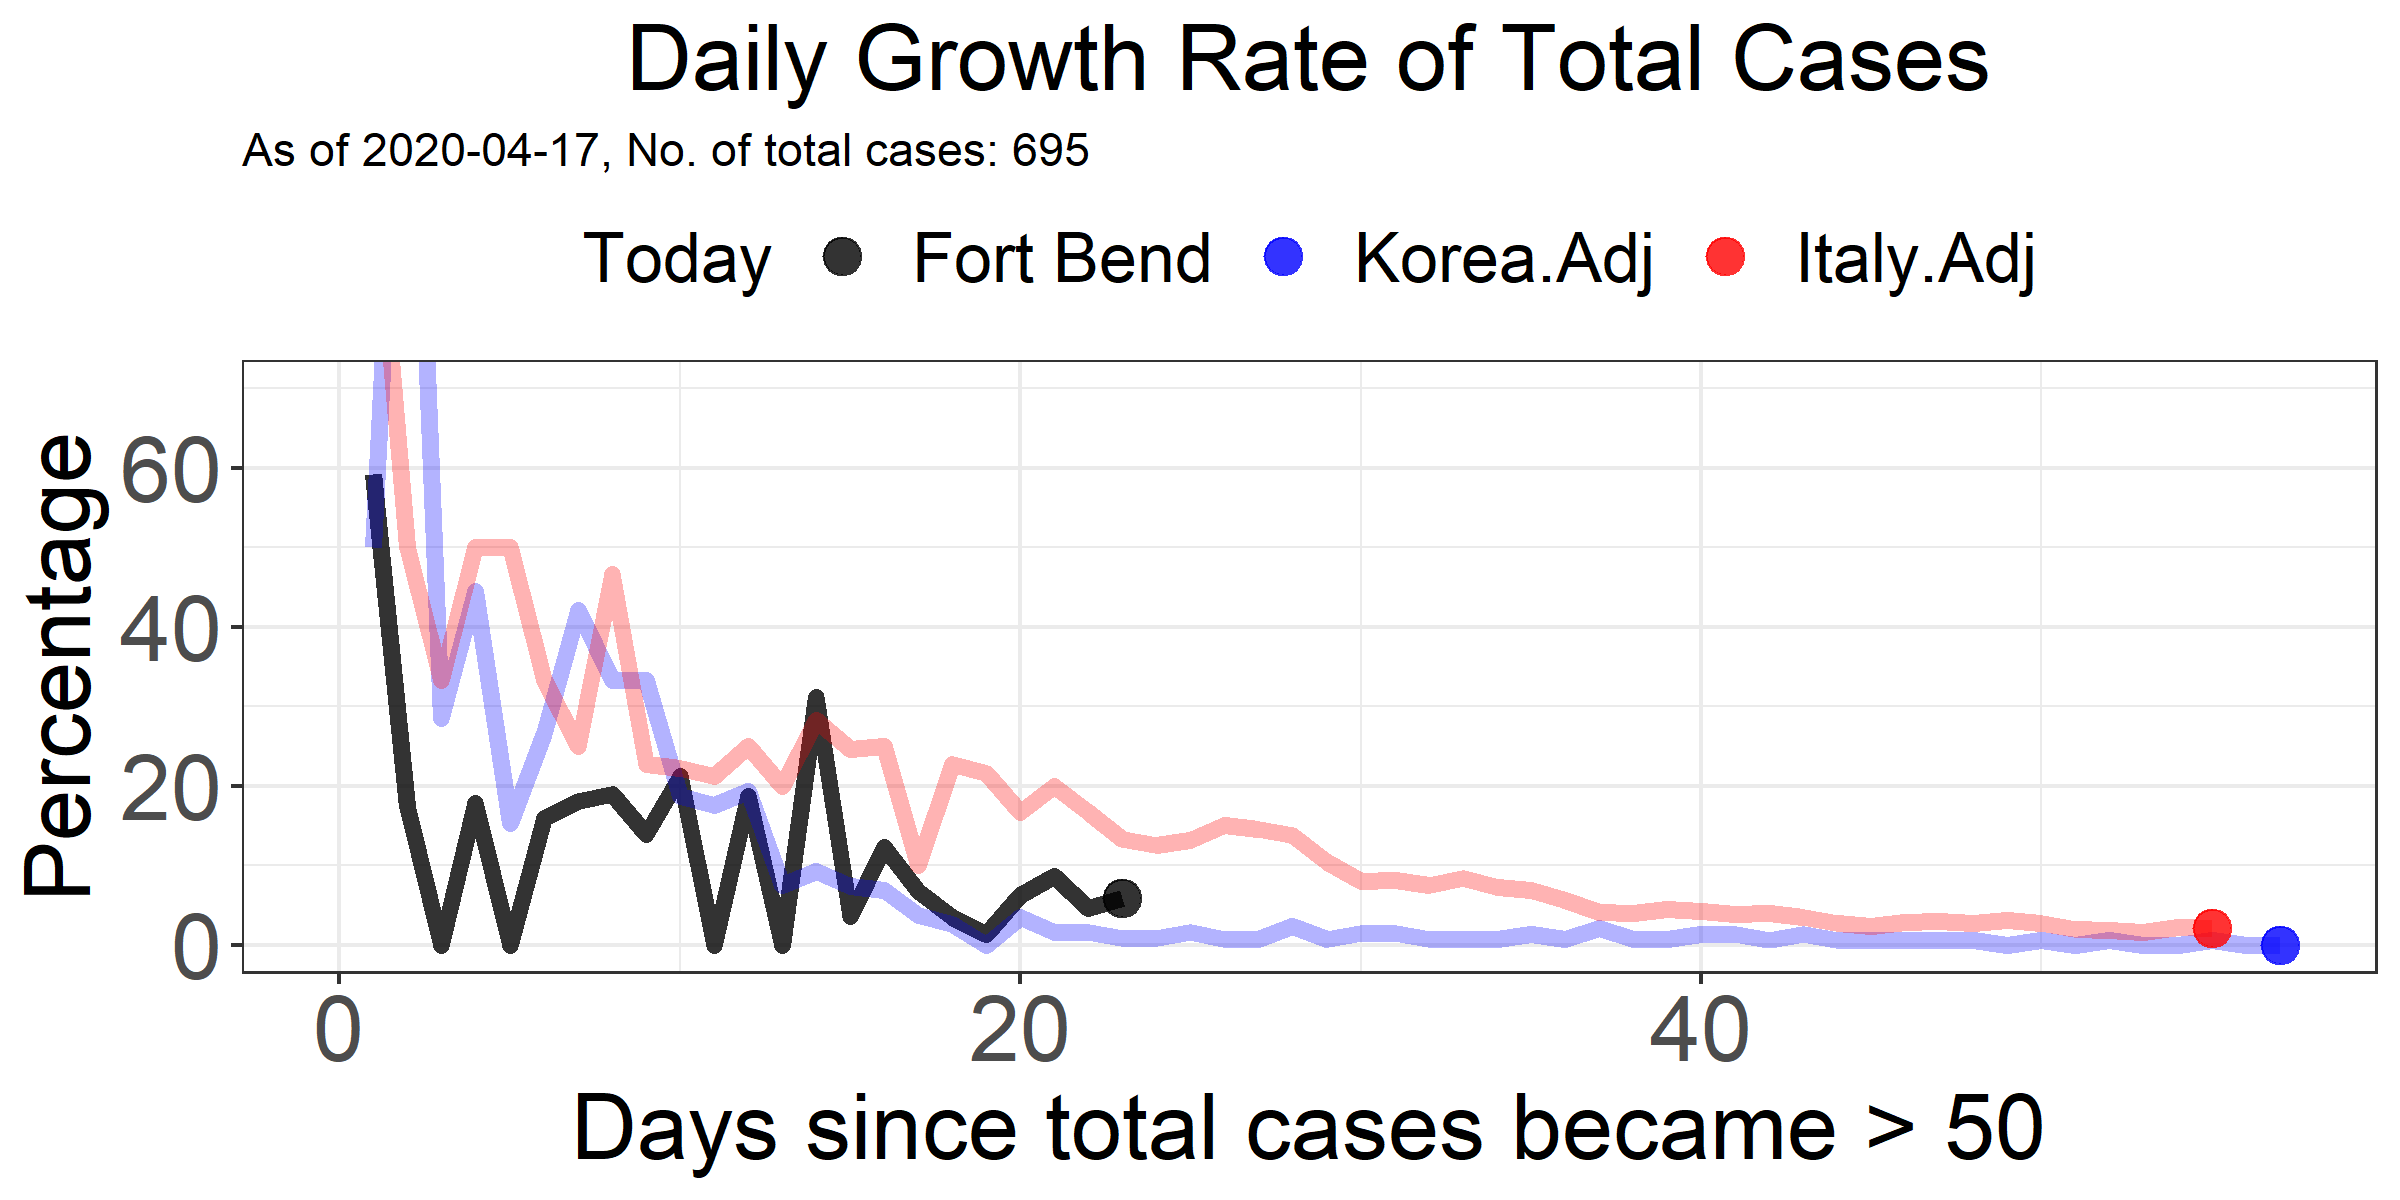 Daily Growth Rate of Total Cases
As of 2020-04-17, No. of total cases: 695
Today Fort Bend Korea.Adj Italy.Adj
Percentage
60
40
20
0
0 20 40
Days since total cases became > 50